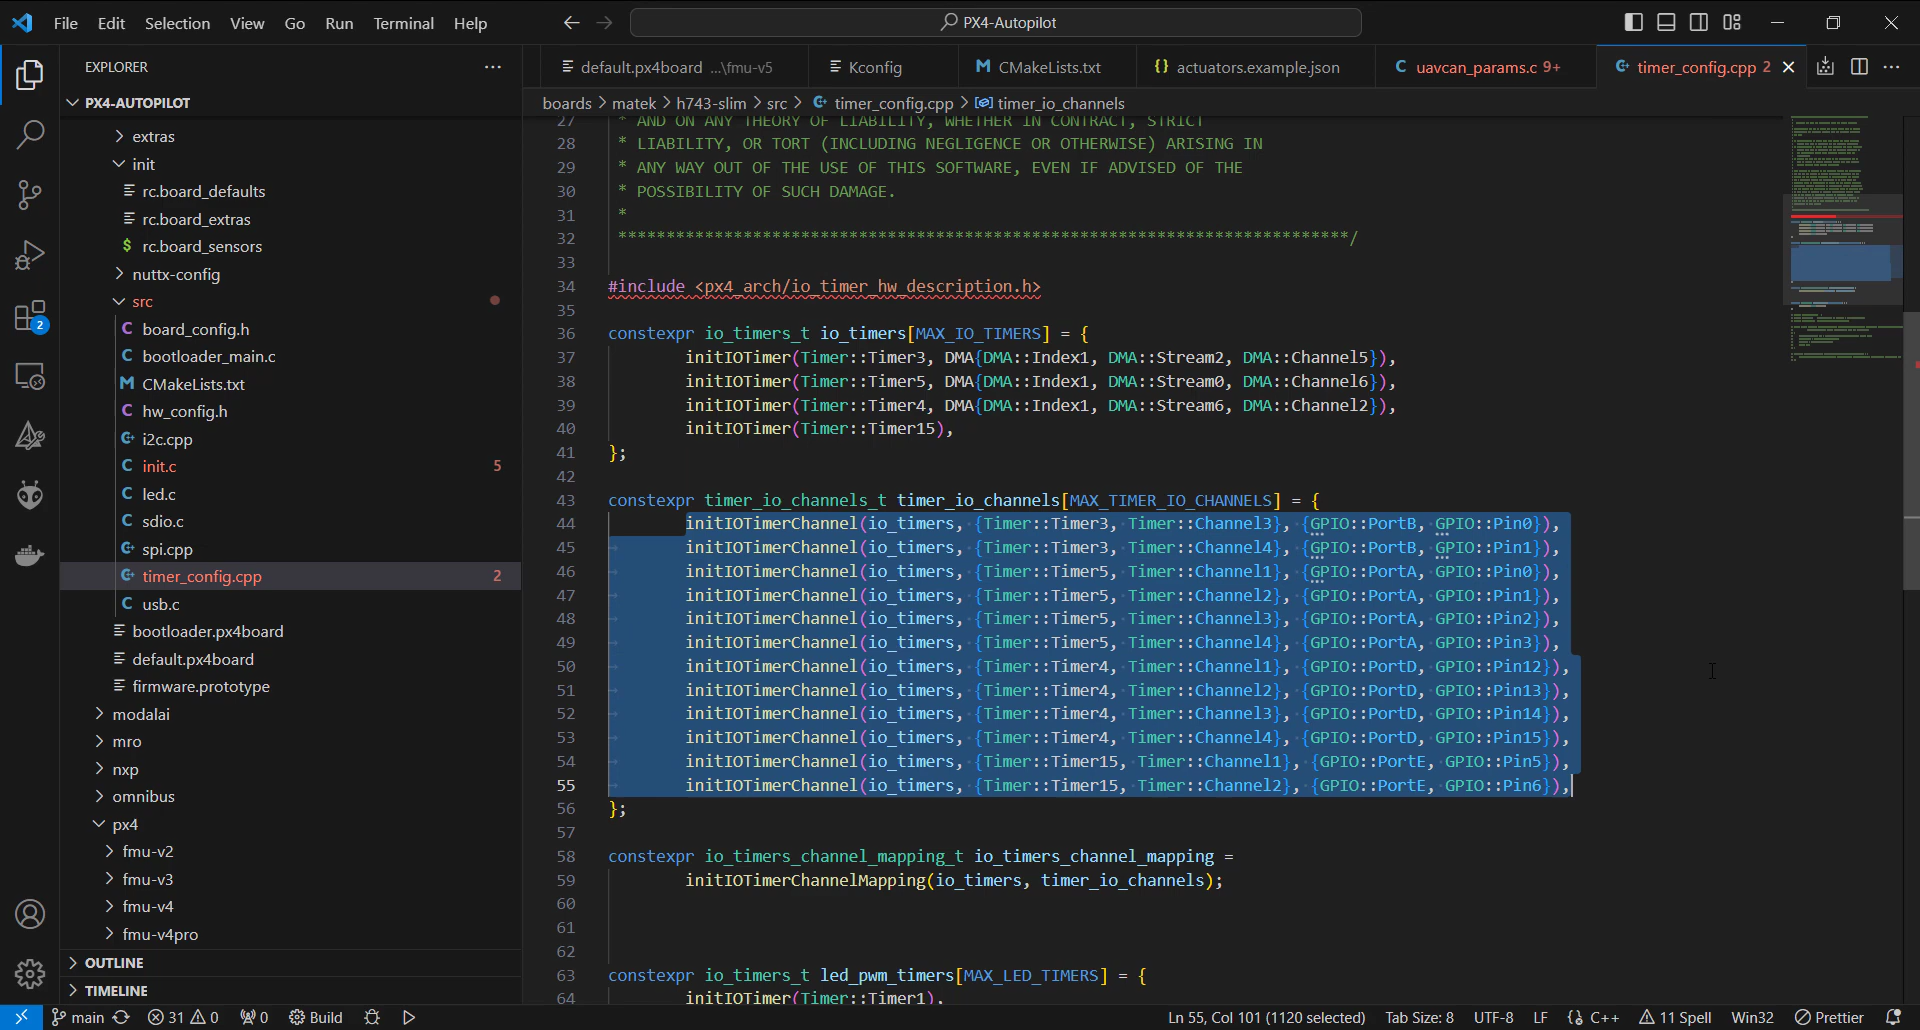 File Edit Selection View Go Run Terminal Help
PX4-Autopilot
EXPLORER
PX4-AUTOPILOT
extras
init
rc.board_defaults
rc.board_extras
rc.board_sensors
nuttx-config
src
board_config.h
bootloader_main.c
CMakeLists.txt
hw_config.h
i2c.cpp
init.c 5
led.c
sdio.c
spi.cpp
timer_config.cpp 2
usb.c
bootloader.px4board
default.px4board
firmware.prototype
modalai
mro
nxp
omnibus
px4
fmu-v2
fmu-v3
fmu-v4
fmu-v4pro
OUTLINE
TIMELINE
2
default.px4board ...\fmu-v5 Kconfig CMakeLists.txt actuators.example.json uavcan_params.c 9+ timer_config.cpp 2
boards > matek > h743-slim > src > timer_config.cpp > timer_io_channels
27 * AND ON ANY THEORY OF LIABILITY, WHETHER IN CONTRACT, STRICT
28 * LIABILITY, OR TORT (INCLUDING NEGLIGENCE OR OTHERWISE) ARISING IN
29 * ANY WAY OUT OF THE USE OF THIS SOFTWARE, EVEN IF ADVISED OF THE
30 * POSSIBILITY OF SUCH DAMAGE.
31 *
32 ****************************************************************************/
33
34 #include <px4_arch/io_timer_hw_description.h>
35
36 constexpr io_timers_t io_timers[MAX_IO_TIMERS] = {
37 initIOTimer(Timer::Timer3, DMA{DMA::Index1, DMA::Stream2, DMA::Channel5}),
38 initIOTimer(Timer::Timer5, DMA{DMA::Index1, DMA::Stream0, DMA::Channel6}),
39 initIOTimer(Timer::Timer4, DMA{DMA::Index1, DMA::Stream6, DMA::Channel2}),
40 initIOTimer(Timer::Timer15),
41 };
42
43 constexpr timer_io_channels_t timer_io_channels[MAX_TIMER_IO_CHANNELS] = {
44 initIOTimerChannel(io_timers, {Timer::Timer3, Timer::Channel3}, {GPIO::PortB, GPIO::Pin0}),
45 initIOTimerChannel(io_timers, {Timer::Timer3, Timer::Channel4}, {GPIO::PortB, GPIO::Pin1}),
46 initIOTimerChannel(io_timers, {Timer::Timer5, Timer::Channel1}, {GPIO::PortA, GPIO::Pin0}),
47 initIOTimerChannel(io_timers, {Timer::Timer5, Timer::Channel2}, {GPIO::PortA, GPIO::Pin1}),
48 initIOTimerChannel(io_timers, {Timer::Timer5, Timer::Channel3}, {GPIO::PortA, GPIO::Pin2}),
49 initIOTimerChannel(io_timers, {Timer::Timer5, Timer::Channel4}, {GPIO::PortA, GPIO::Pin3}),
50 initIOTimerChannel(io_timers, {Timer::Timer4, Timer::Channel1}, {GPIO::PortD, GPIO::Pin12}),
51 initIOTimerChannel(io_timers, {Timer::Timer4, Timer::Channel2}, {GPIO::PortD, GPIO::Pin13}),
52 initIOTimerChannel(io_timers, {Timer::Timer4, Timer::Channel3}, {GPIO::PortD, GPIO::Pin14}),
53 initIOTimerChannel(io_timers, {Timer::Timer4, Timer::Channel4}, {GPIO::PortD, GPIO::Pin15}),
54 initIOTimerChannel(io_timers, {Timer::Timer15, Timer::Channel1}, {GPIO::PortE, GPIO::Pin5}),
55 initIOTimerChannel(io_timers, {Timer::Timer15, Timer::Channel2}, {GPIO::PortE, GPIO::Pin6}),
56 };
57
58 constexpr io_timers_channel_mapping_t io_timers_channel_mapping =
59 initIOTimerChannelMapping(io_timers, timer_io_channels);
60
61
62
63 constexpr io_timers_t led_pwm_timers[MAX_LED_TIMERS] = {
64 initIOTimer(Timer::Timer1),
main 31 0 0 Build Ln 55, Col 101 (1120 selected) Tab Size: 8 UTF-8 LF {} C++ 11 Spell Win32 Prettier